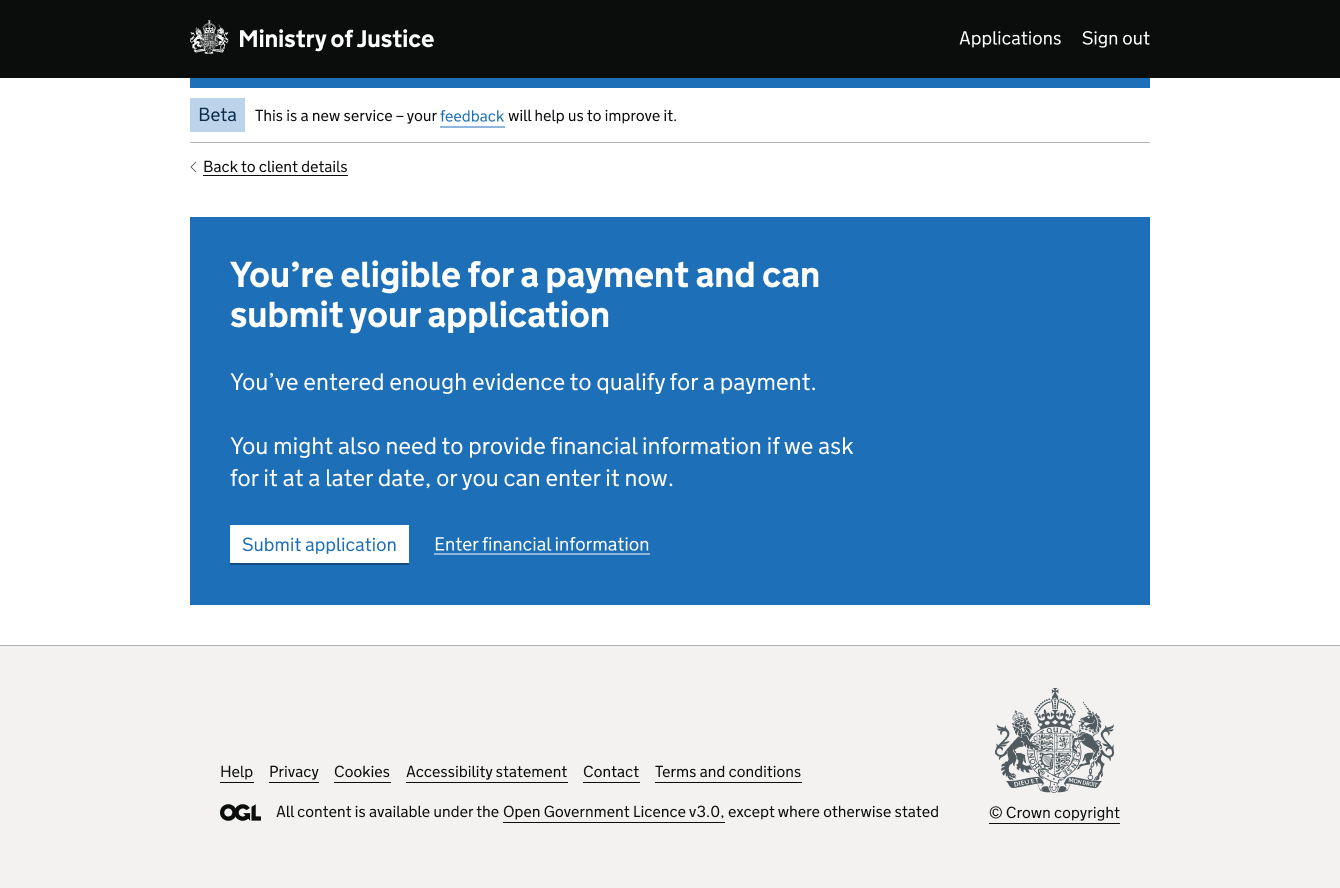 Ministry of Justice
Applications
Sign out
Beta
This is a new service – your feedback will help us to improve it.
Back to client details
You’re eligible for a payment and can
submit your application
You’ve entered enough evidence to qualify for a payment.
You might also need to provide financial information if we ask
for it at a later date, or you can enter it now.
Submit application
Enter financial information
Help
Privacy
Cookies
Accessibility statement
Contact
Terms and conditions
OGL
All content is available under the Open Government Licence v3.0, except where otherwise stated
© Crown copyright